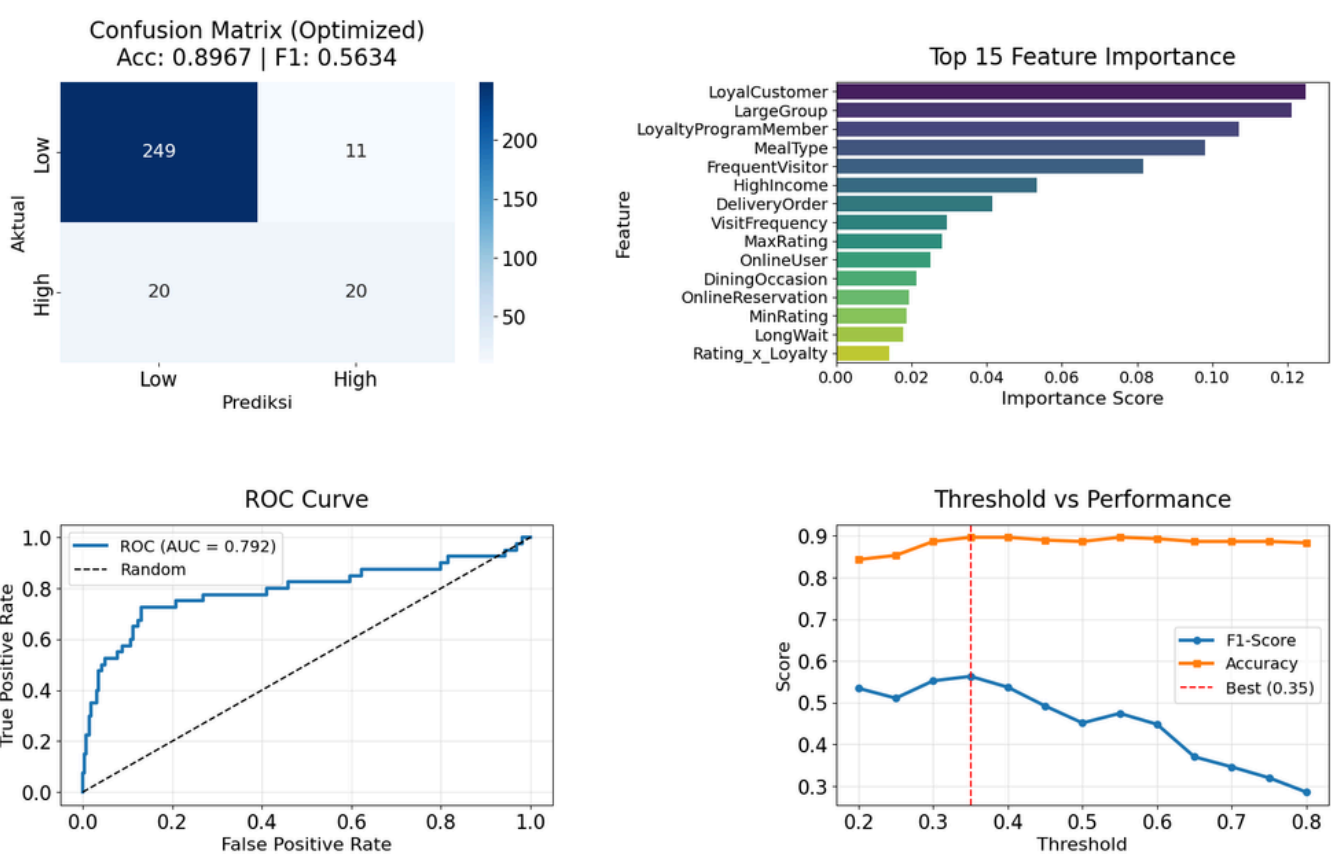 Confusion Matrix (Optimized)
Acc: 0.8967 | F1: 0.5634
Aktual
Low
High
249
11
20
20
Low
High
Prediksi
200
150
100
50
Top 15 Feature Importance
Feature
LoyalCustomer
LargeGroup
LoyaltyProgramMember
MealType
FrequentVisitor
HighIncome
DeliveryOrder
VisitFrequency
MaxRating
OnlineUser
DiningOccasion
OnlineReservation
MinRating
LongWait
Rating_x_Loyalty
0.00 0.02 0.04 0.06 0.08 0.10 0.12
Importance Score
ROC Curve
True Positive Rate
1.0
0.8
0.6
0.4
0.2
0.0
ROC (AUC = 0.792)
Random
0.0 0.2 0.4 0.6 0.8 1.0
False Positive Rate
Threshold vs Performance
Score
0.9
0.8
0.7
0.6
0.5
0.4
0.3
F1-Score
Accuracy
Best (0.35)
0.2 0.3 0.4 0.5 0.6 0.7 0.8
Threshold